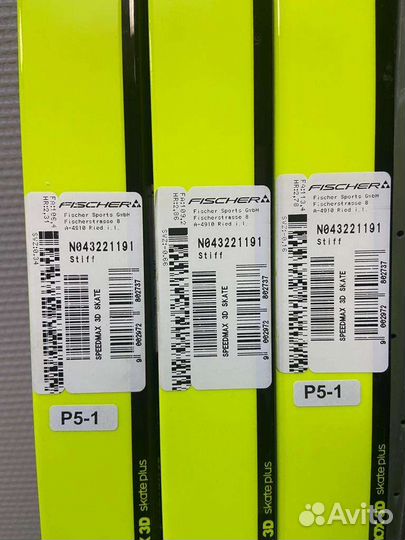 FISCHER
Fischer Sports GmbH
Fischerstrasse 8
A-4910 Ried i.I.
N043221191
Stiff
SPEEDMAX 3D SKATE
9 002972 802737
P5-1
3D skate plus
FISCHER
Fischer Sports GmbH
Fischerstrasse 8
A-4910 Ried i.I.
N043221191
Stiff
SPEEDMAX 3D SKATE
9 002972 802737
3D skate plus
FISCHER
Fischer Sports GmbH
Fischerstrasse 8
A-4910 Ried i.I.
N043221191
Stiff
SPEEDMAX 3D SKATE
9 002972 802737
P5-1
3D skate plus
Avito